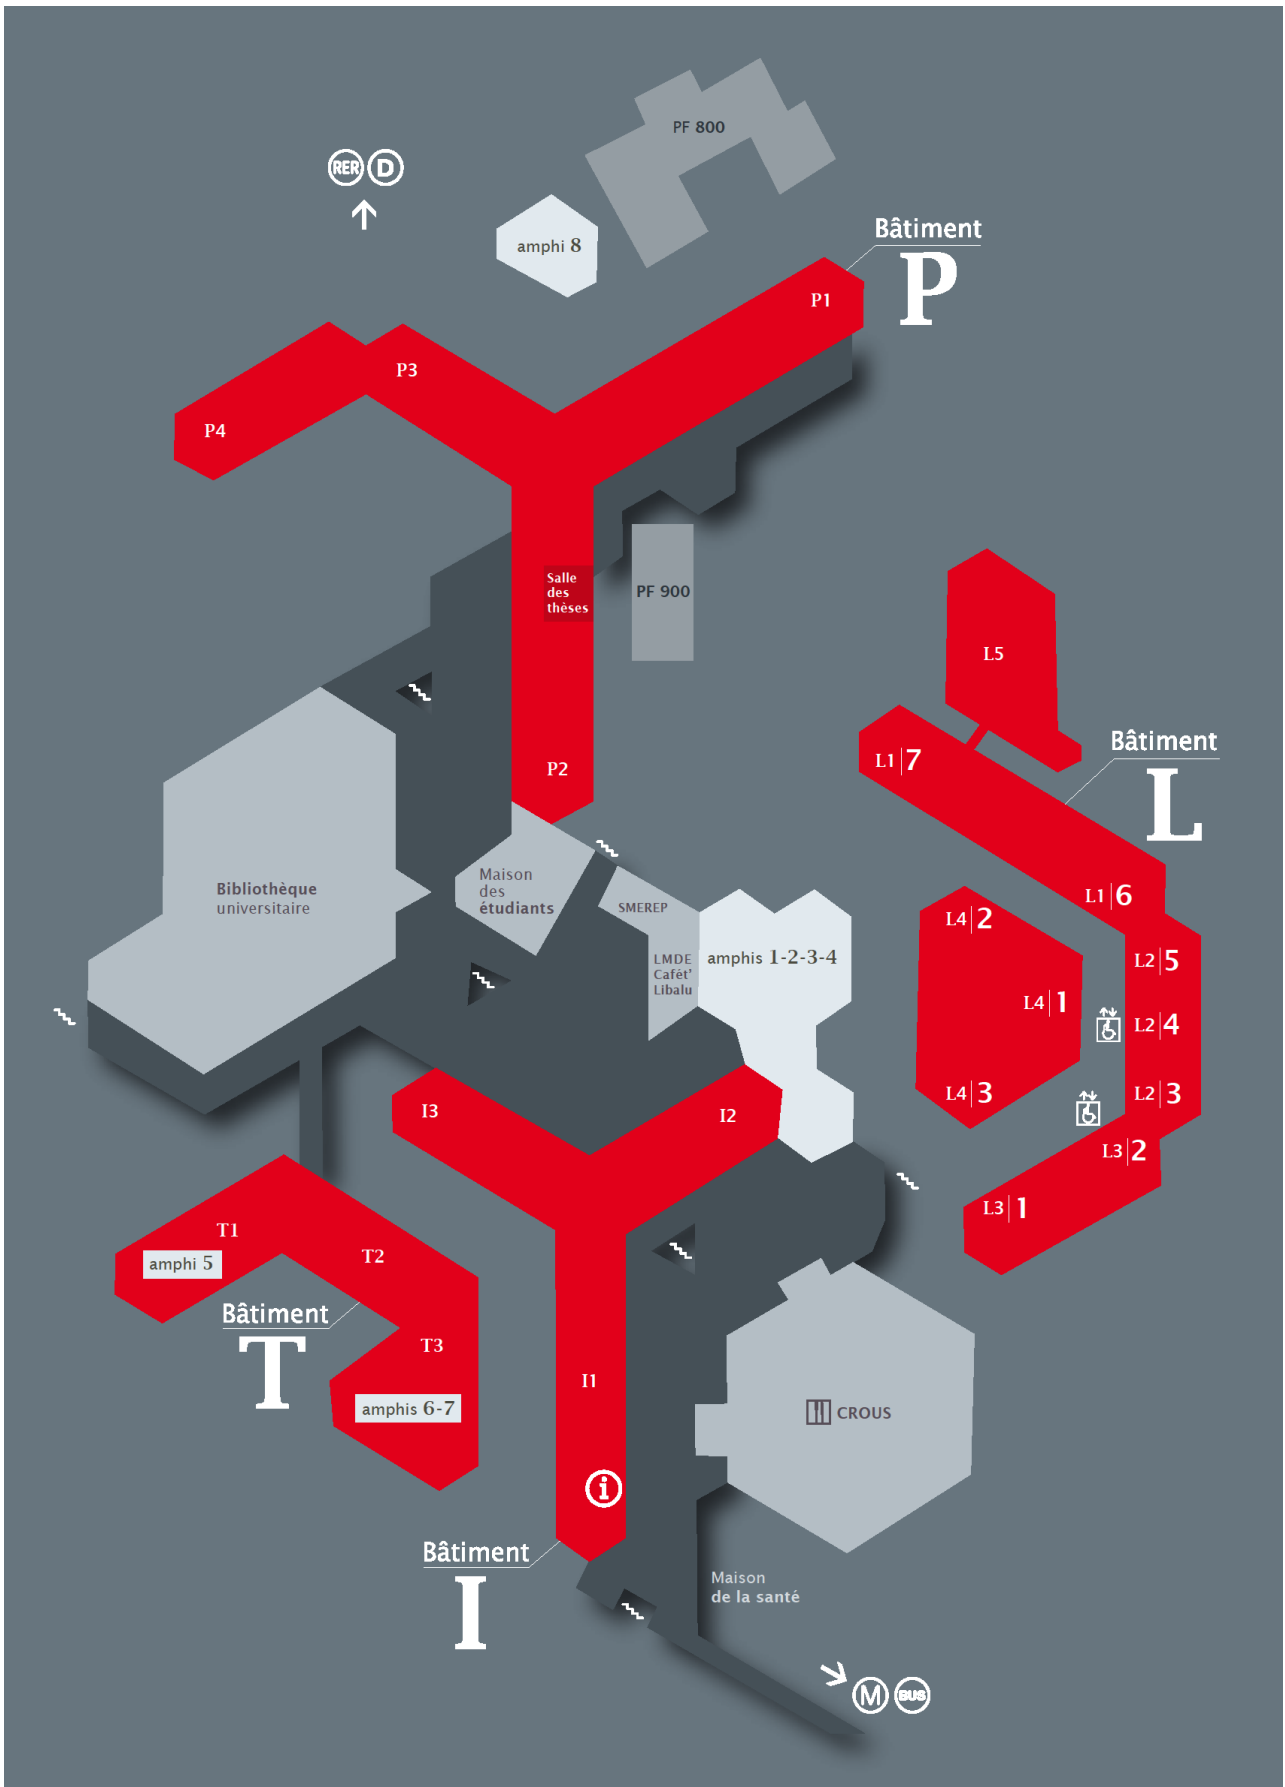 PF 800
RER D
amphi 8
Bâtiment
P
P1
P3
P4
Salle
des
thèses
PF 900
L5
P2
L1|7
Bâtiment
L
Maison
des
étudiants
Bibliothèque
universitaire
SMEREP
LMDE
Cafét'
Libalu
amphis 1-2-3-4
L1|6
L4|2
L2|5
L4|1
L2|4
L4|3
L2|3
L3|2
L3|1
I3
I2
T1
amphi 5
T2
Bâtiment
T
T3
amphis 6-7
I1
CROUS
i
Bâtiment
I
Maison
de la santé
M BUS